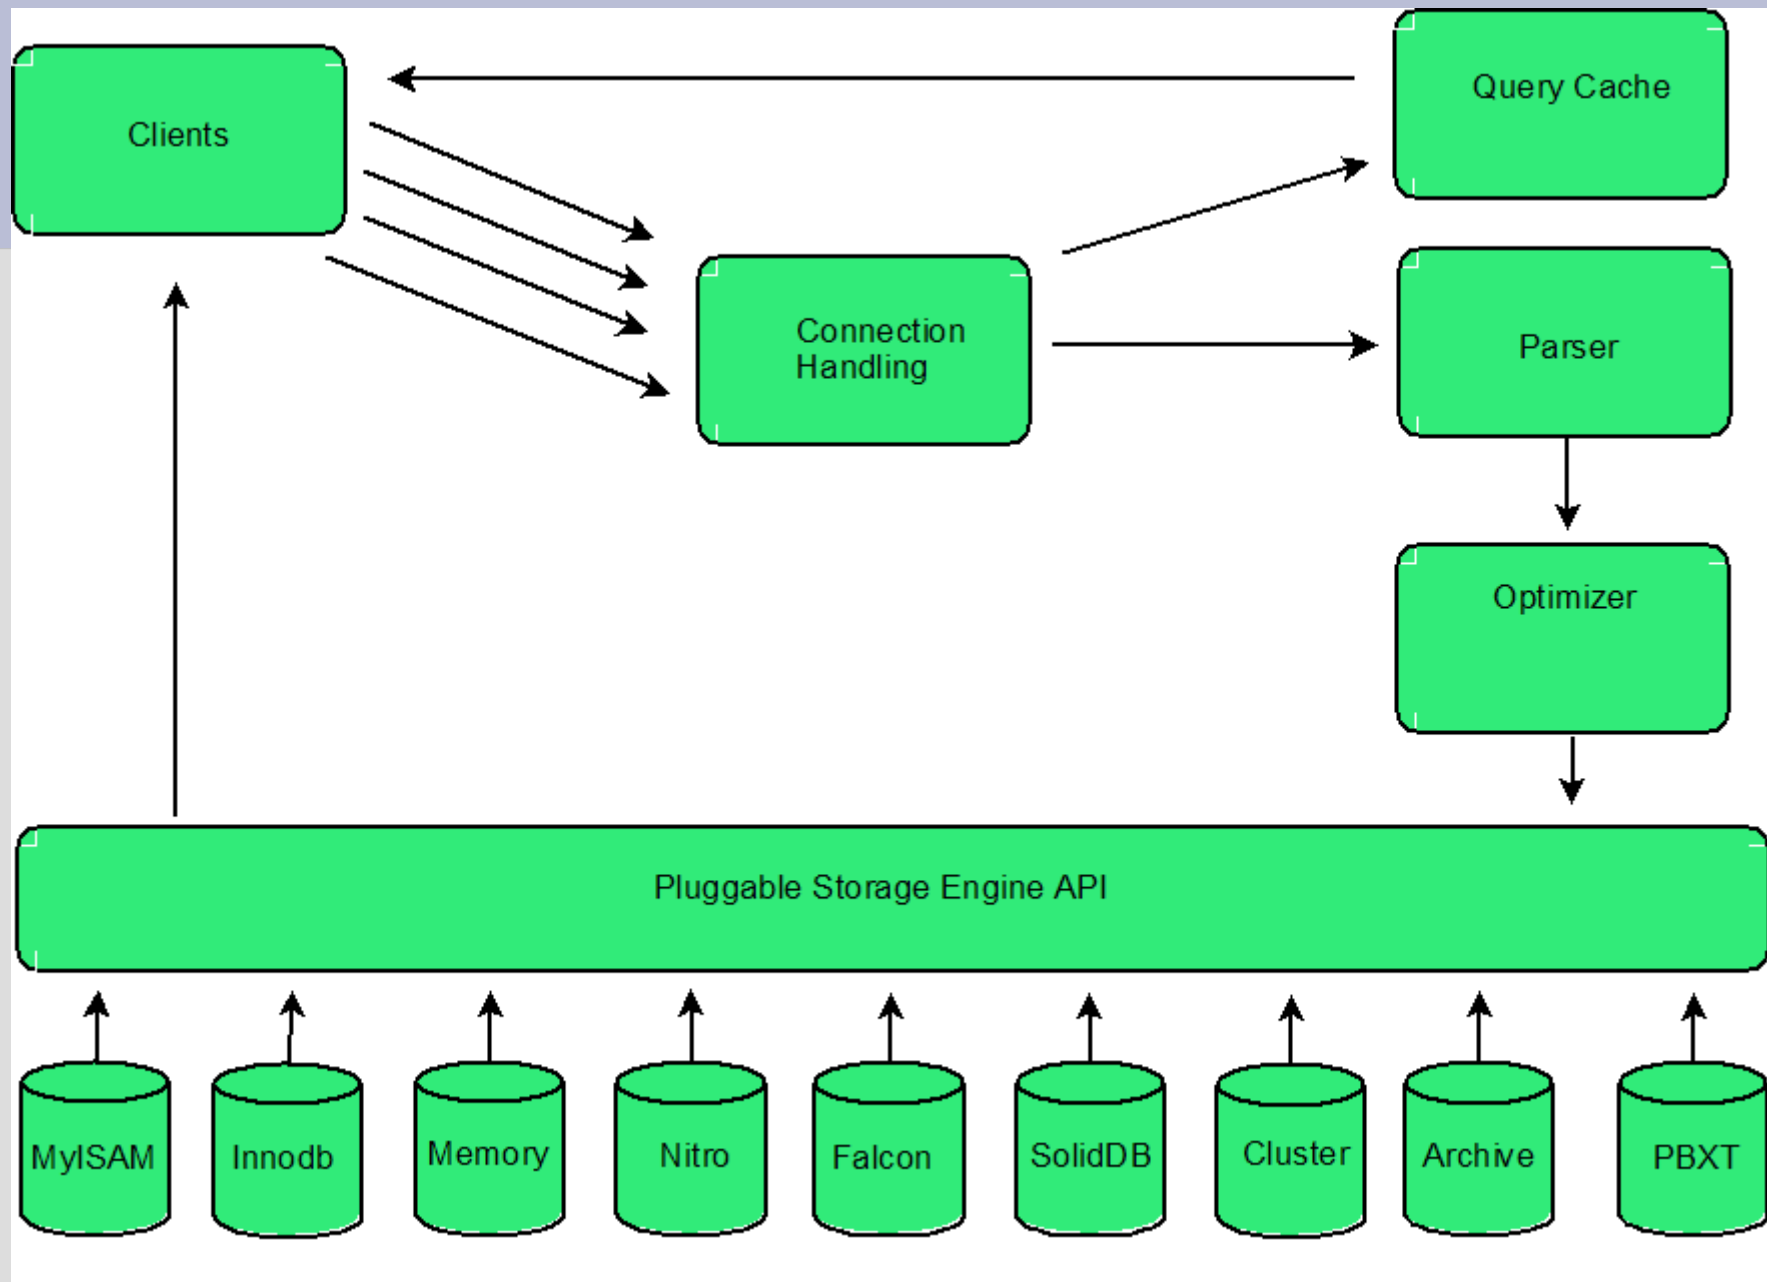 Query Cache
Clients
Connection
Handling
Parser
Optimizer
Pluggable Storage Engine API
MyISAM
Innodb
Memory
Nitro
Falcon
SolidDB
Cluster
Archive
PBXT